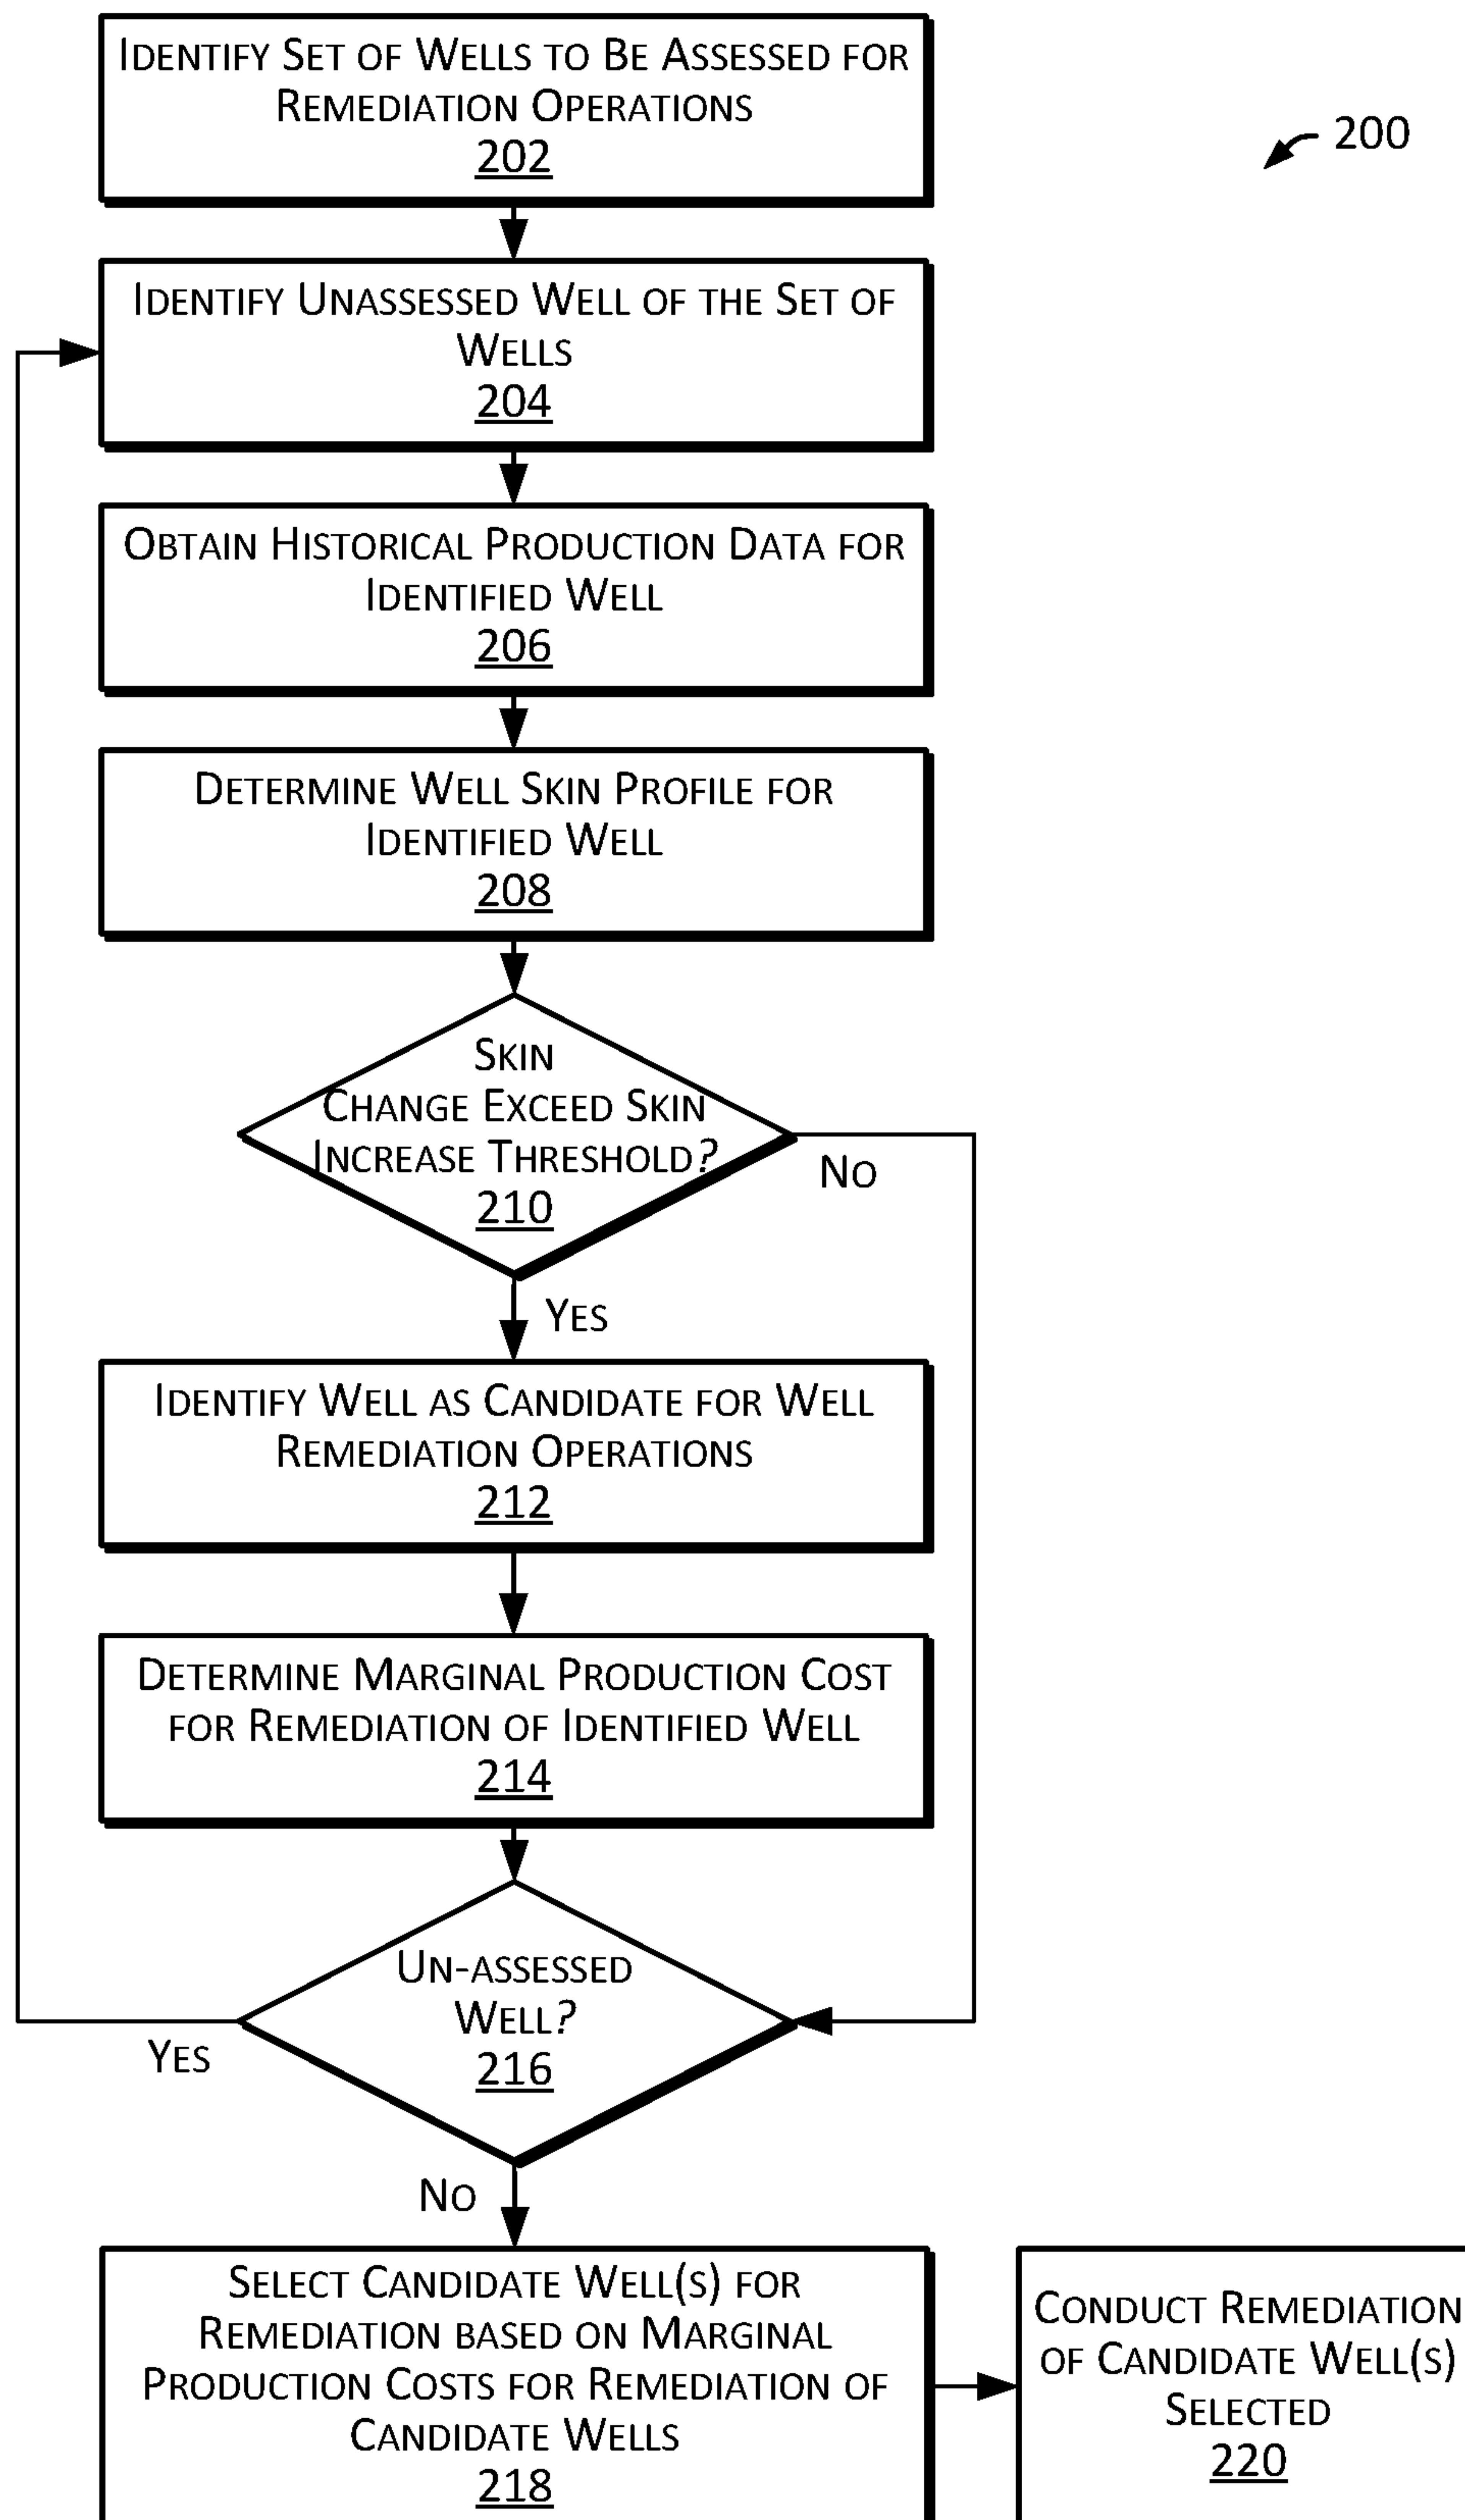 Identify Set of Wells to Be Assessed for
Remediation Operations
202
200
Identify Unassessed Well of the Set of
Wells
204
Obtain Historical Production Data for
Identified Well
206
Determine Well Skin Profile for
Identified Well
208
Skin
Change Exceed Skin
Increase Threshold?
210
No
Yes
Identify Well as Candidate for Well
Remediation Operations
212
Determine Marginal Production Cost
for Remediation of Identified Well
214
Un-assessed
Well?
216
Yes
No
Select Candidate Well(s) for
Remediation based on Marginal
Production Costs for Remediation of
Candidate Wells
218
Conduct Remediation
of Candidate Well(s)
Selected
220